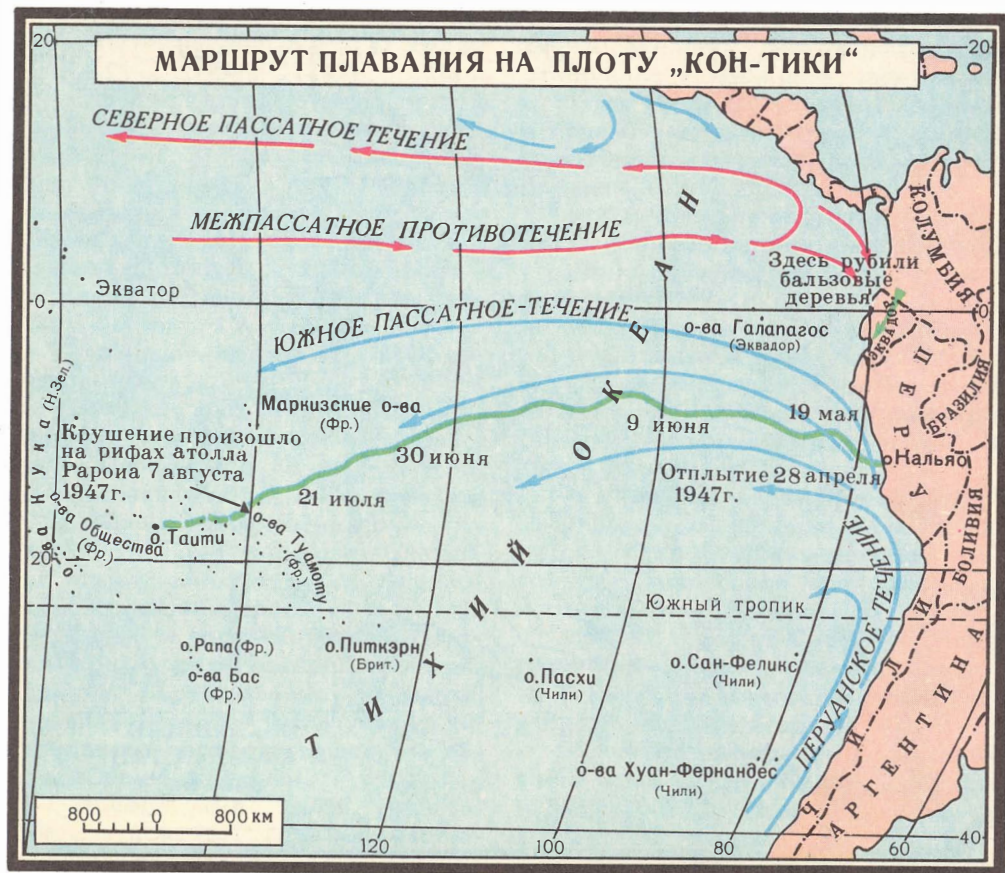 МАРШРУТ ПЛАВАНИЯ НА ПЛОТУ „КОН-ТИКИ“
20
20
СЕВЕРНОЕ ПАССАТНОЕ ТЕЧЕНИЕ
МЕЖПАССАТНОЕ ПРОТИВОТЕЧЕНИЕ
КОЛУМБИЯ
Здесь рубили
бальзовые
деревья
Экватор
0
0
ЭКВАДОР
ЮЖНОЕ ПАССАТНОЕ-ТЕЧЕНИЕ
о-ва Галапагос
(Эквадор)
ПЕРУ
БРАЗИЛИЯ
Маркизские о-ва
(Фр.)
19 мая
9 июня
30 июня
21 июля
о.Кальяо
Отплытие 28 апреля
1947г.
Крушение произошло
на рифах атолла
Рароиа 7 августа
1947г.
(Н.Зел.)
о-ва Общества
(Фр.)
о.Таити
о-ва Туамоту
(Фр.)
20
БОЛИВИЯ
Южный тропик
ПЕРУАНСКОЕ ТЕЧЕНИЕ
ТИХИЙ ОКЕАН
о.Рапа(Фр.)
о-ва Бас
(Фр.)
о.Питкэрн
(Брит.)
о.Пасхи
(Чили)
о.Сан-Феликс
(Чили)
о-ва Хуан-Фернандес
(Чили)
ЧИЛИ
АРГЕНТИНА
800 0 800 км
120
100
80
60
40